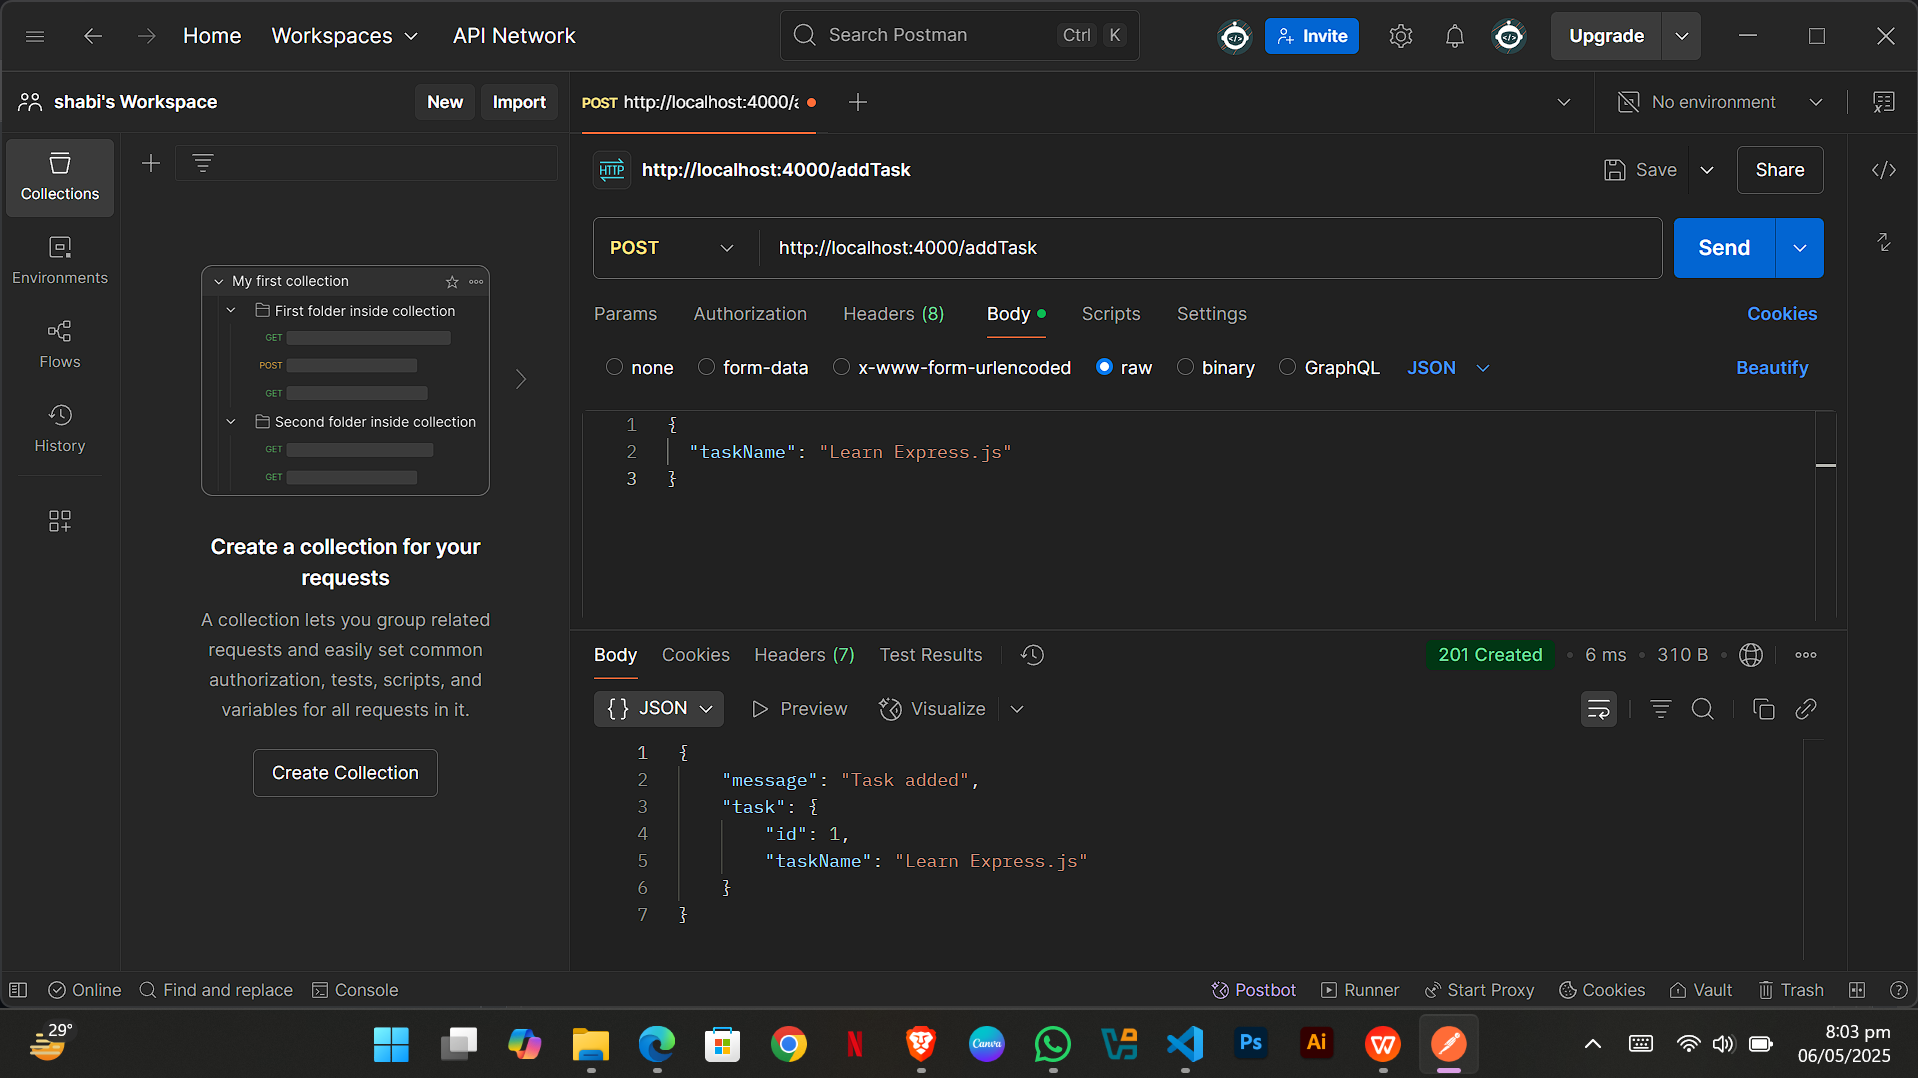 Home
Workspaces
API Network
Search Postman
Ctrl K
Invite
Upgrade
shabi's Workspace
New
Import
POST http://localhost:4000/a
No environment
Collections
Environments
Flows
History
My first collection
First folder inside collection
GET
POST
GET
Second folder inside collection
GET
GET
Create a collection for your
requests
A collection lets you group related
requests and easily set common
authorization, tests, scripts, and
variables for all requests in it.
Create Collection
HTTP
http://localhost:4000/addTask
Save
Share
POST
http://localhost:4000/addTask
Send
Params
Authorization
Headers (8)
Body
Scripts
Settings
Cookies
none
form-data
x-www-form-urlencoded
raw
binary
GraphQL
JSON
Beautify
1 {
2 "taskName": "Learn Express.js"
3 }
Body
Cookies
Headers (7)
Test Results
201 Created
6 ms
310 B
{} JSON
Preview
Visualize
1 {
2 "message": "Task added",
3 "task": {
4 "id": 1,
5 "taskName": "Learn Express.js"
6 }
7 }
Online
Find and replace
Console
Postbot
Runner
Start Proxy
Cookies
Vault
Trash
29°
Canva
Ps
Ai
8:03 pm
06/05/2025